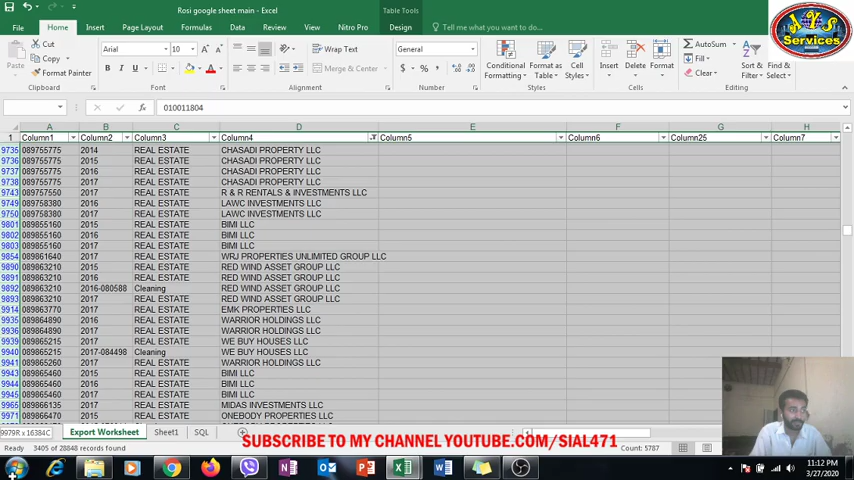 Rosi google sheet main - Excel
Table Tools
File Home Insert Page Layout Formulas Data Review View Nitro Pro Design Tell me what you want to do...
Cut
Copy
Format Painter
Paste
Clipboard
Arial 10
Font
Wrap Text
Merge & Center
Alignment
General
Number
Conditional Formatting
Format as Table
Cell Styles
Styles
Insert Delete Format
Cells
AutoSum
Fill
Clear
Sort & Filter
Find & Select
Editing
Services
010011804
A B C D E F G H
1 Column1 Column2 Column3 Column4 Column5 Column6 Column25 Column7
9735 089755775 2014 REAL ESTATE CHASADI PROPERTY LLC
9736 089755775 2015 REAL ESTATE CHASADI PROPERTY LLC
9737 089755775 2016 REAL ESTATE CHASADI PROPERTY LLC
9738 089755775 2017 REAL ESTATE CHASADI PROPERTY LLC
9743 089757550 2017 REAL ESTATE R & R RENTALS & INVESTMENTS LLC
9749 089758380 2016 REAL ESTATE LAWC INVESTMENTS LLC
9750 089758380 2017 REAL ESTATE LAWC INVESTMENTS LLC
9801 089855160 2015 REAL ESTATE BIMI LLC
9802 089855160 2016 REAL ESTATE BIMI LLC
9803 089855160 2017 REAL ESTATE BIMI LLC
9854 089861640 2017 REAL ESTATE WRJ PROPERTIES UNLIMITED GROUP LLC
9890 089863210 2015 REAL ESTATE RED WIND ASSET GROUP LLC
9891 089863210 2016 REAL ESTATE RED WIND ASSET GROUP LLC
9892 089863210 2016-080588 Cleaning RED WIND ASSET GROUP LLC
9893 089863210 2017 REAL ESTATE RED WIND ASSET GROUP LLC
9914 089863770 2017 REAL ESTATE EMK PROPERTIES LLC
9935 089864890 2016 REAL ESTATE WARRIOR HOLDINGS LLC
9936 089864890 2017 REAL ESTATE WARRIOR HOLDINGS LLC
9939 089865215 2017 REAL ESTATE WE BUY HOUSES LLC
9940 089865215 2017-084498 Cleaning WE BUY HOUSES LLC
9941 089865260 2017 REAL ESTATE WARRIOR HOLDINGS LLC
9943 089865460 2015 REAL ESTATE BIMI LLC
9944 089865460 2016 REAL ESTATE BIMI LLC
9945 089865460 2017 REAL ESTATE BIMI LLC
9965 089866135 2017 REAL ESTATE MIDAS INVESTMENTS LLC
9971 089866470 2015 REAL ESTATE ONEBODY PROPERTIES LLC
9979R x 16384C Export Worksheet Sheet1 SQL
SUBSCRIBE TO MY CHANNEL YOUTUBE.COM/SIAL471
Ready 3405 of 28848 records found Count: 5787
11:12 PM
3/27/2020